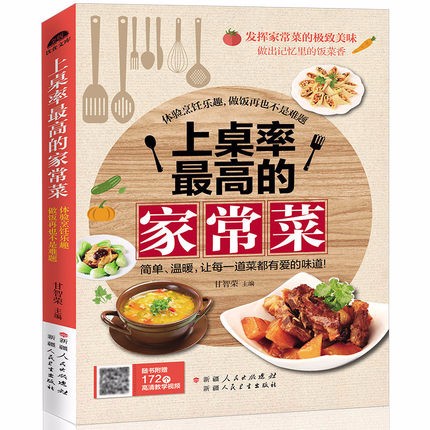 发挥家常菜的极致美味
做出记忆里的饭菜香
体验烹饪乐趣,做饭再也不是难题
上桌率
最高的
家常菜
简单、温暖,让每一道菜都有爱的味道!
甘智荣 主编
随书附赠
172个
高清教学视频
新疆人民出版社
新疆人民卫生出版社
上桌率最高的家常菜
体验烹饪乐趣
做饭再也不是难题
甘智荣 主编
新疆人民出版社
新疆人民卫生出版社